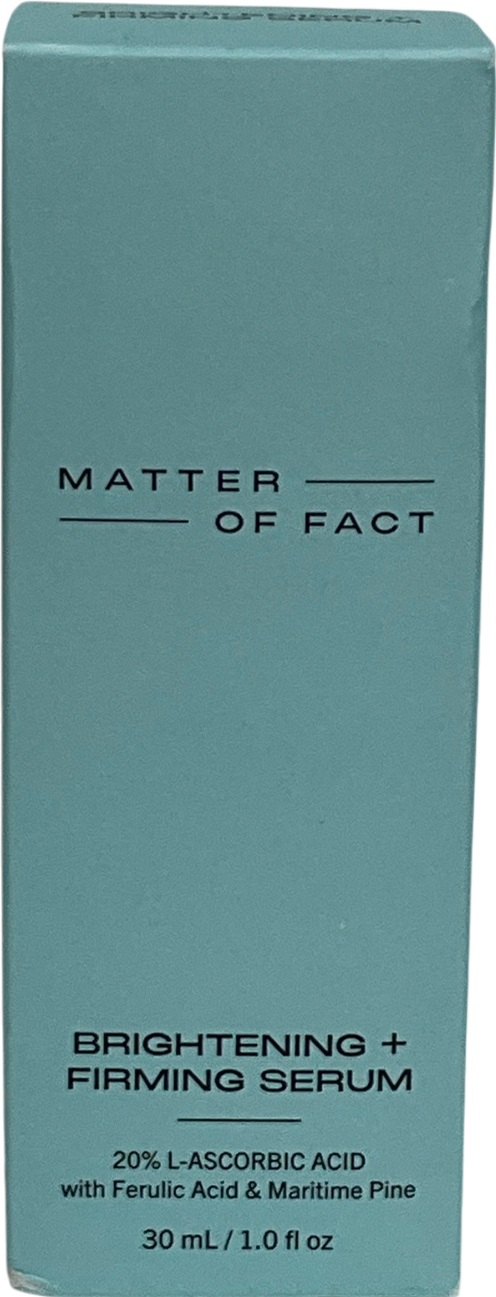 MATTER
OF FACT
BRIGHTENING +
FIRMING SERUM
20% L-ASCORBIC ACID
with Ferulic Acid & Maritime Pine
30 mL / 1.0 fl oz